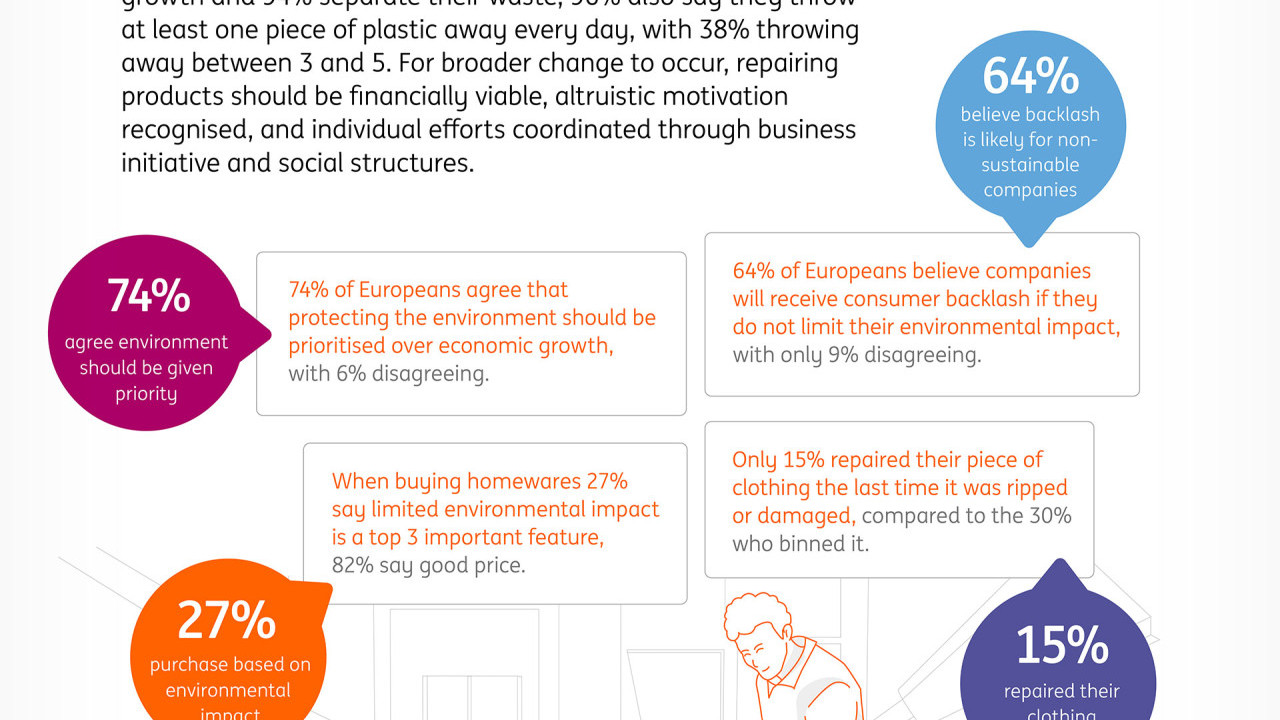 growth and 94% separate their waste, 96% also say they throw
at least one piece of plastic away every day, with 38% throwing
away between 3 and 5. For broader change to occur, repairing
products should be financially viable, altruistic motivation
recognised, and individual efforts coordinated through business
initiative and social structures.
64%
believe backlash
is likely for non-
sustainable
companies
74%
agree environment
should be given
priority
74% of Europeans agree that
protecting the environment should be
prioritised over economic growth,
with 6% disagreeing.
64% of Europeans believe companies
will receive consumer backlash if they
do not limit their environmental impact,
with only 9% disagreeing.
When buying homewares 27%
say limited environmental impact
is a top 3 important feature,
82% say good price.
Only 15% repaired their piece of
clothing the last time it was ripped
or damaged, compared to the 30%
who binned it.
27%
purchase based on
environmental
impact
15%
repaired their
clothing